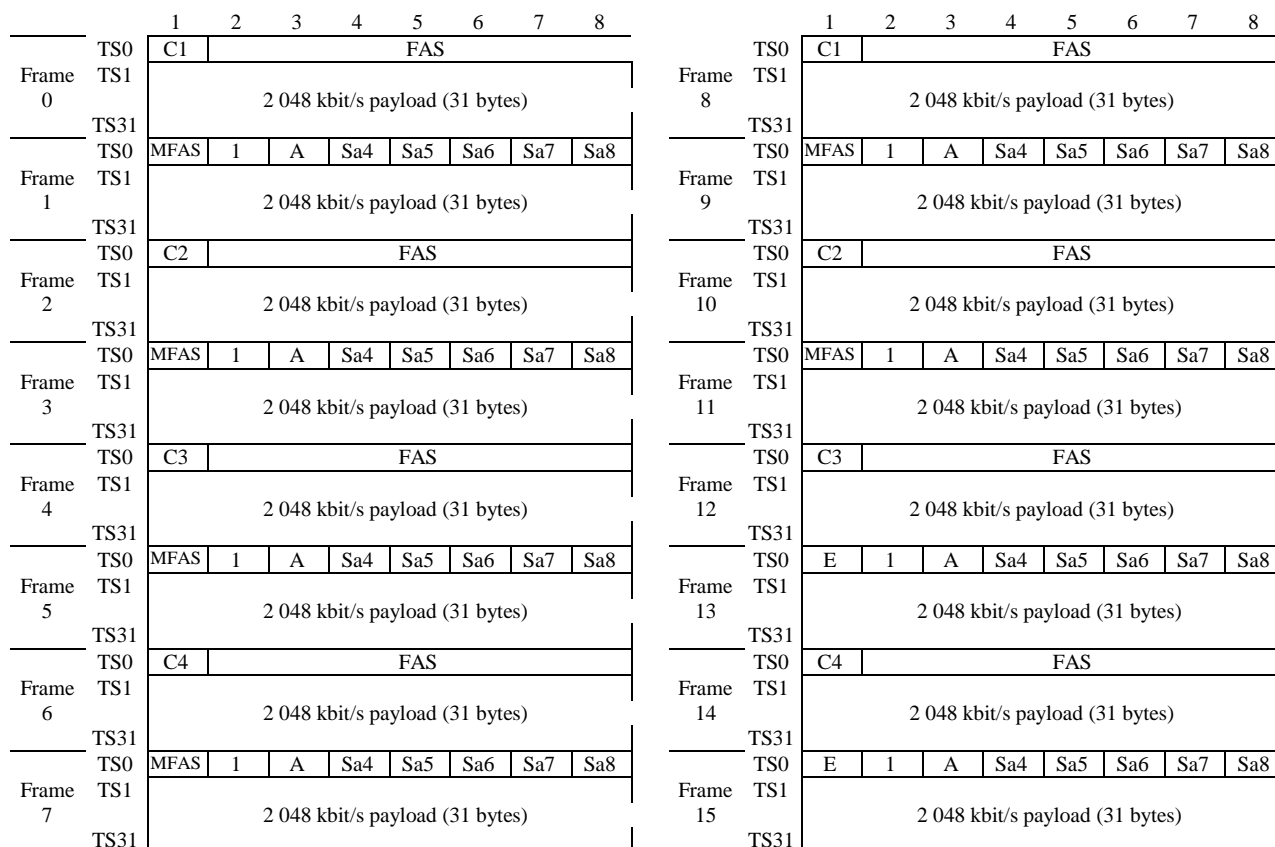 1 2 3 4 5 6 7 8
TS0 C1 FAS
Frame TS1
0 2 048 kbit/s payload (31 bytes)
TS31
TS0 MFAS 1 A Sa4 Sa5 Sa6 Sa7 Sa8
Frame TS1
1 2 048 kbit/s payload (31 bytes)
TS31
TS0 C2 FAS
Frame TS1
2 2 048 kbit/s payload (31 bytes)
TS31
TS0 MFAS 1 A Sa4 Sa5 Sa6 Sa7 Sa8
Frame TS1
3 2 048 kbit/s payload (31 bytes)
TS31
TS0 C3 FAS
Frame TS1
4 2 048 kbit/s payload (31 bytes)
TS31
TS0 MFAS 1 A Sa4 Sa5 Sa6 Sa7 Sa8
Frame TS1
5 2 048 kbit/s payload (31 bytes)
TS31
TS0 C4 FAS
Frame TS1
6 2 048 kbit/s payload (31 bytes)
TS31
TS0 MFAS 1 A Sa4 Sa5 Sa6 Sa7 Sa8
Frame TS1
7 2 048 kbit/s payload (31 bytes)
TS31
1 2 3 4 5 6 7 8
TS0 C1 FAS
Frame TS1
8 2 048 kbit/s payload (31 bytes)
TS31
TS0 MFAS 1 A Sa4 Sa5 Sa6 Sa7 Sa8
Frame TS1
9 2 048 kbit/s payload (31 bytes)
TS31
TS0 C2 FAS
Frame TS1
10 2 048 kbit/s payload (31 bytes)
TS31
TS0 MFAS 1 A Sa4 Sa5 Sa6 Sa7 Sa8
Frame TS1
11 2 048 kbit/s payload (31 bytes)
TS31
TS0 C3 FAS
Frame TS1
12 2 048 kbit/s payload (31 bytes)
TS31
TS0 E 1 A Sa4 Sa5 Sa6 Sa7 Sa8
Frame TS1
13 2 048 kbit/s payload (31 bytes)
TS31
TS0 C4 FAS
Frame TS1
14 2 048 kbit/s payload (31 bytes)
TS31
TS0 E 1 A Sa4 Sa5 Sa6 Sa7 Sa8
Frame TS1
15 2 048 kbit/s payload (31 bytes)
TS31